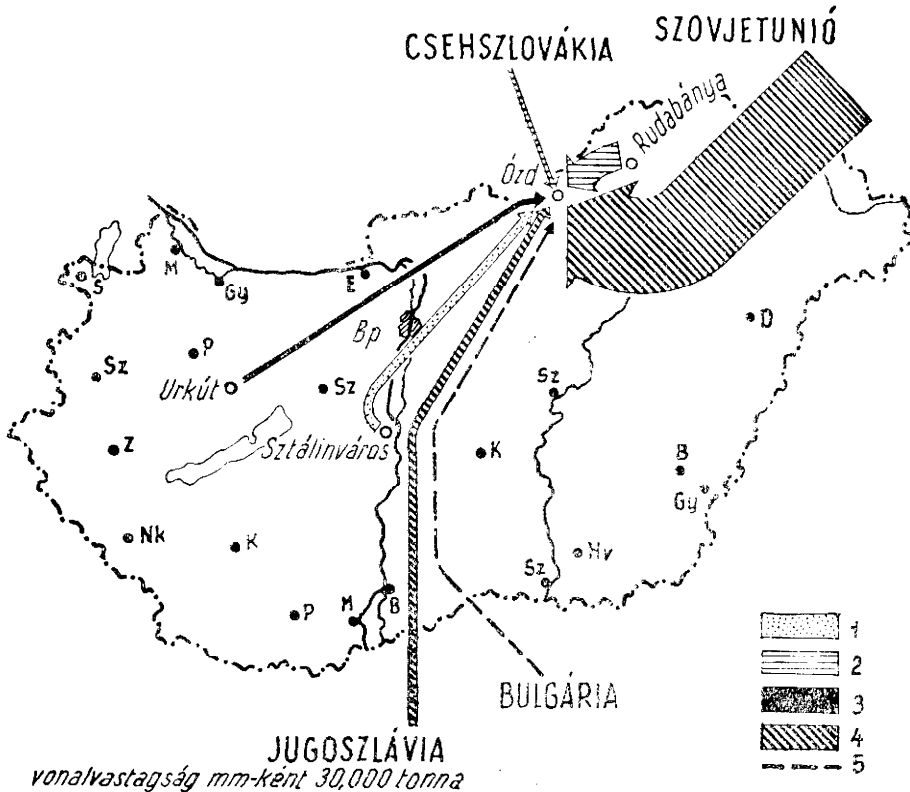 SZOVJETUNIÓ
CSEHSZLOVÁKIA
Rudabánya
Ózd
M
S
Gy
E
Bp
D
P
Sz
Urkút
Sz
Sz
Sztálinváros
Z
K
B
Gy
Nk
K
Hv
Sz
P
M
B
1
2
BULGÁRIA
3
4
JUGOSZLÁVIA
5
vonalvastagság mm-ként 30,000 tonna